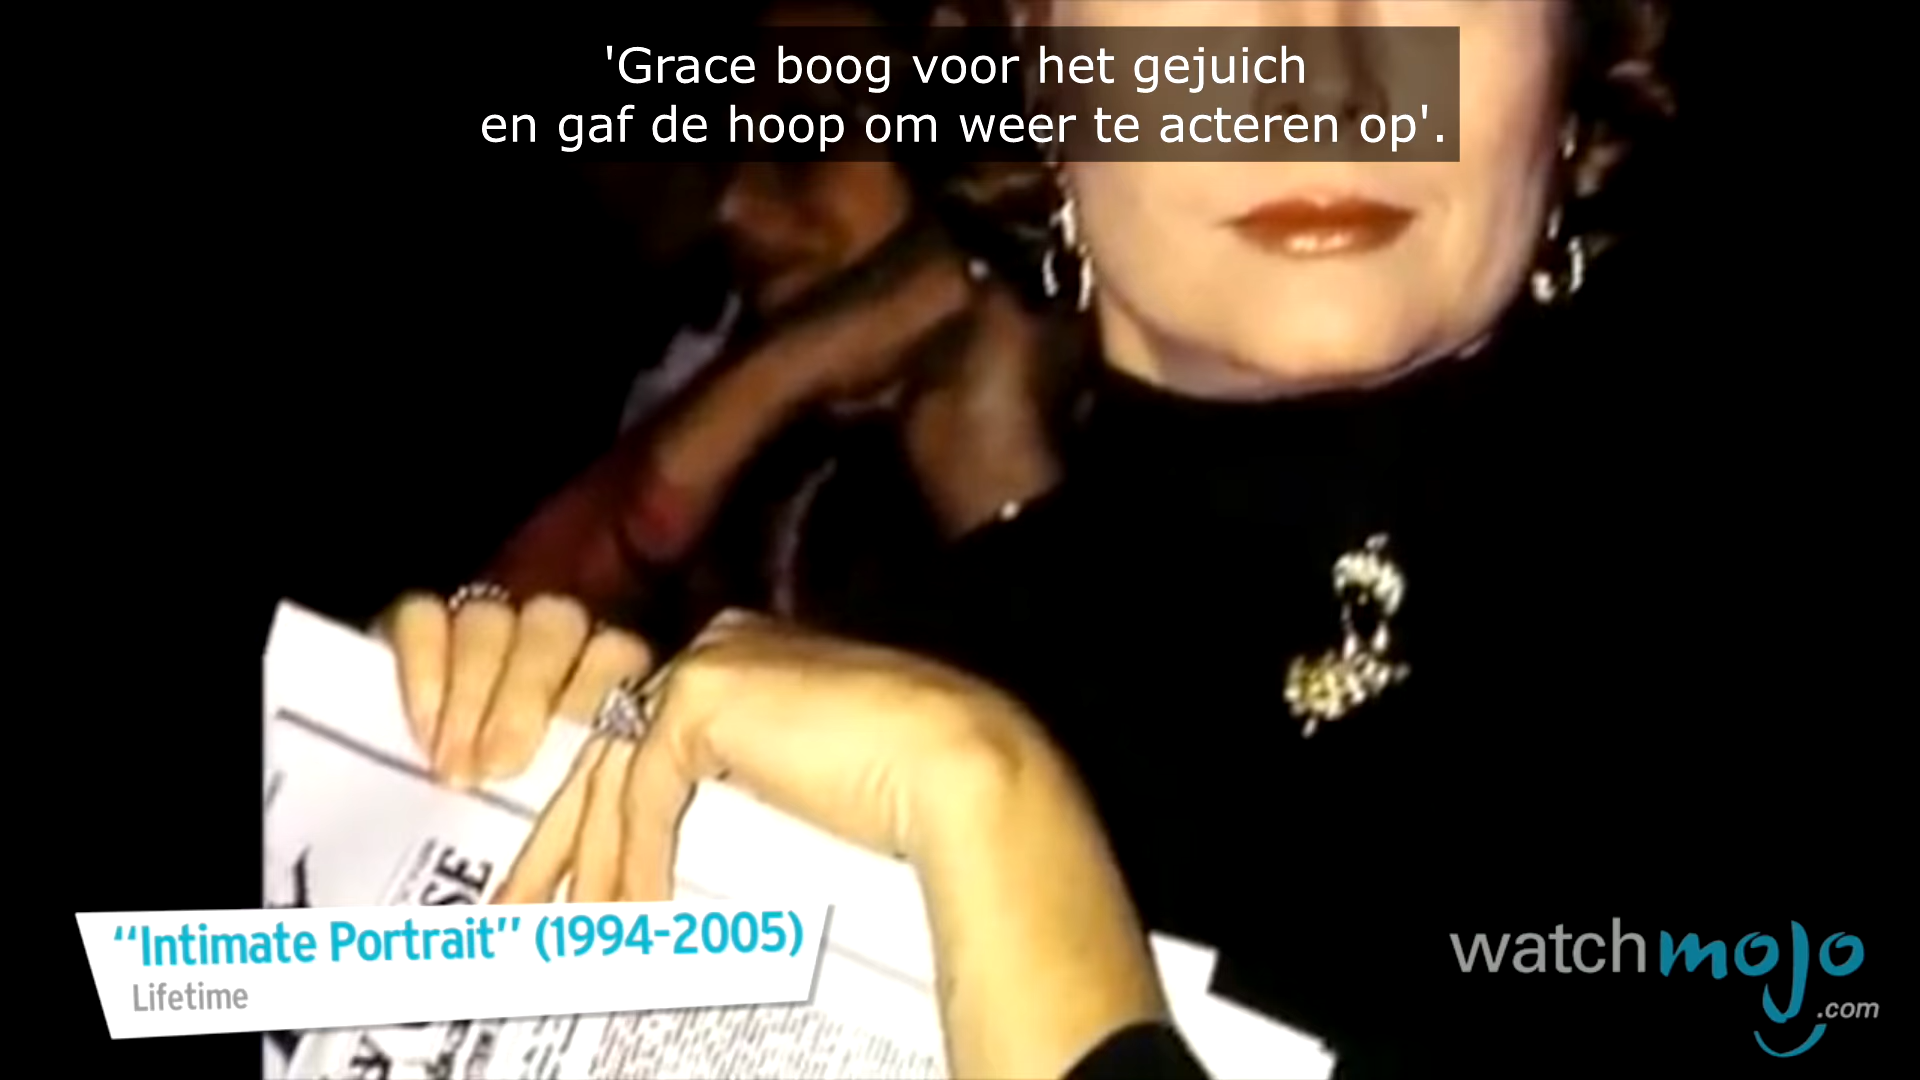 'Grace boog voor het gejuich
en gaf de hoop om weer te acteren op'.
SE
“Intimate Portrait” (1994-2005)
Lifetime
watchmojo
.com